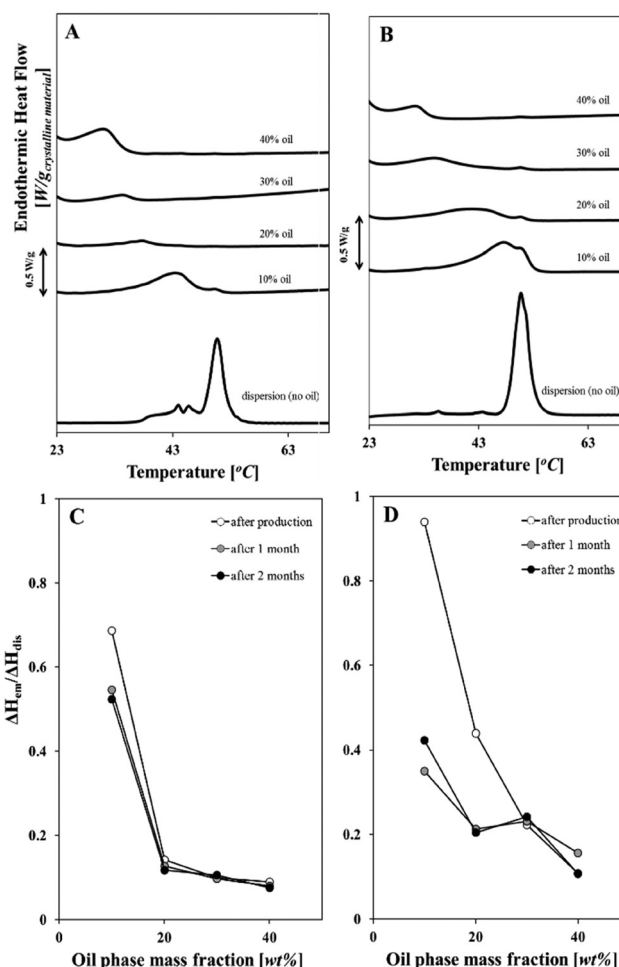 A
Endothermic Heat Flow
[W/g crystalline material]
0.5 W/g
40% oil
30% oil
20% oil
10% oil
dispersion (no oil)
23 43 63
Temperature [°C]
B
0.5 W/g
40% oil
30% oil
20% oil
10% oil
dispersion (no oil)
23 43 63
Temperature [°C]
C
after production
after 1 month
after 2 months
ΔHem/ΔHdis
1
0.8
0.6
0.4
0.2
0
0 20 40
Oil phase mass fraction [wt%]
D
after production
after 1 month
after 2 months
1
0.8
0.6
0.4
0.2
0
0 20 40
Oil phase mass fraction [wt%]